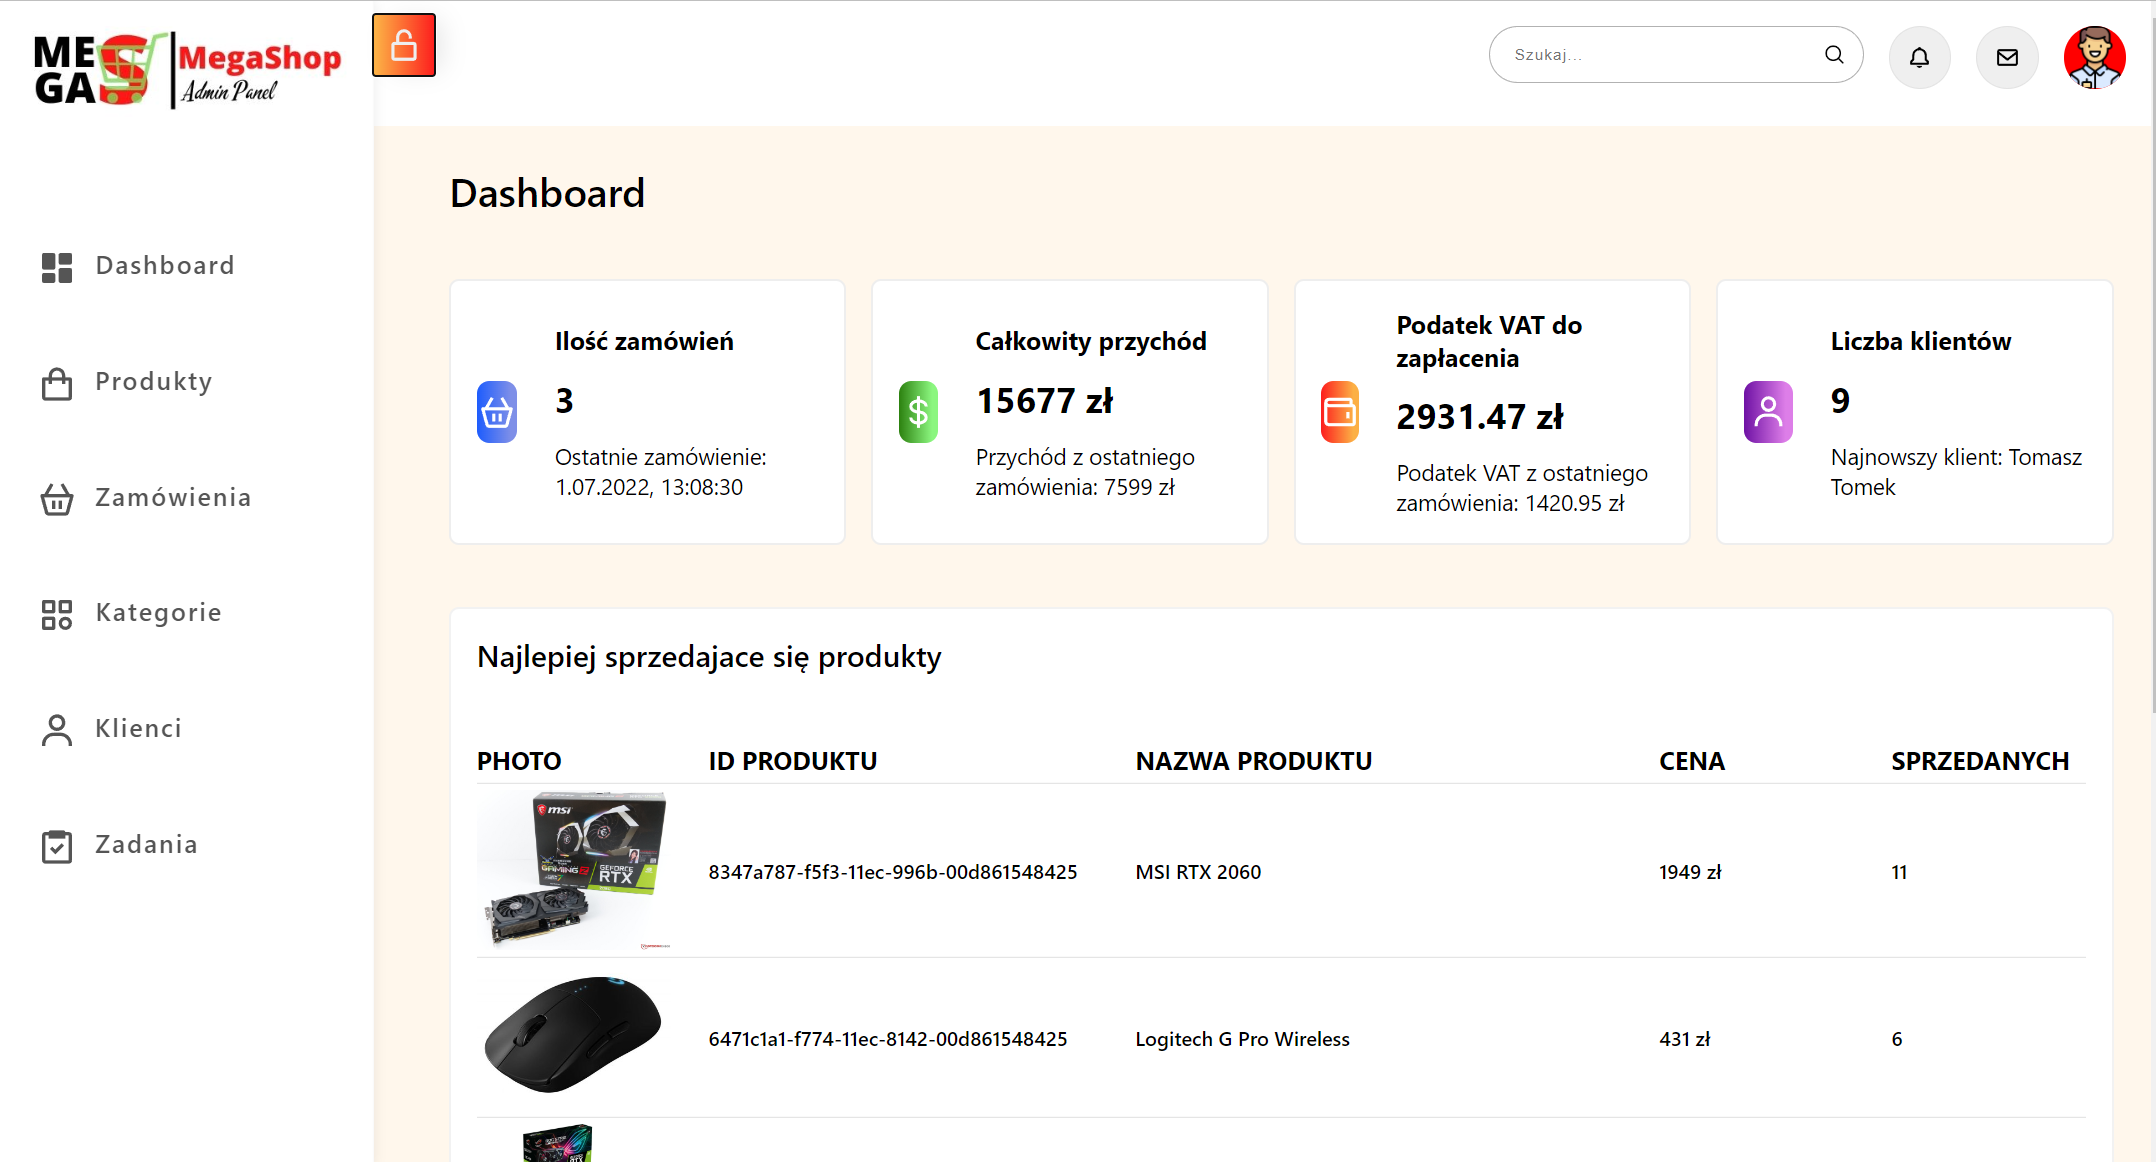 ME
GA
MegaShop
Admin Panel
Szukaj...
Dashboard
Produkty
Zamówienia
Kategorie
Klienci
Zadania
Dashboard
Ilość zamówień
3
Ostatnie zamówienie:
1.07.2022, 13:08:30
Całkowity przychód
15677 zł
Przychód z ostatniego
zamówienia: 7599 zł
Podatek VAT do
zapłacenia
2931.47 zł
Podatek VAT z ostatniego
zamówienia: 1420.95 zł
Liczba klientów
9
Najnowszy klient: Tomasz
Tomek
Najlepiej sprzedajace się produkty
PHOTO ID PRODUKTU NAZWA PRODUKTU CENA SPRZEDANYCH
msi
GAMING Z
GEFORCE
RTX
8347a787-f5f3-11ec-996b-00d861548425 MSI RTX 2060 1949 zł 11
6471c1a1-f774-11ec-8142-00d861548425 Logitech G Pro Wireless 431 zł 6